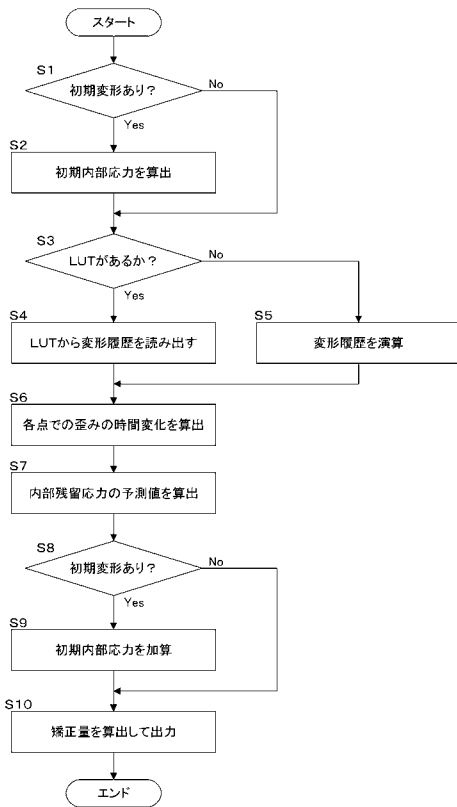 スタート
S1
初期変形あり?
No
Yes
S2
初期内部応力を算出
S3
LUTがあるか?
No
Yes
S4
LUTから変形履歴を読み出す
S5
変形履歴を演算
S6
各点での歪みの時間変化を算出
S7
内部残留応力の予測値を算出
S8
初期変形あり?
No
Yes
S9
初期内部応力を加算
S10
矯正量を算出して出力
エンド